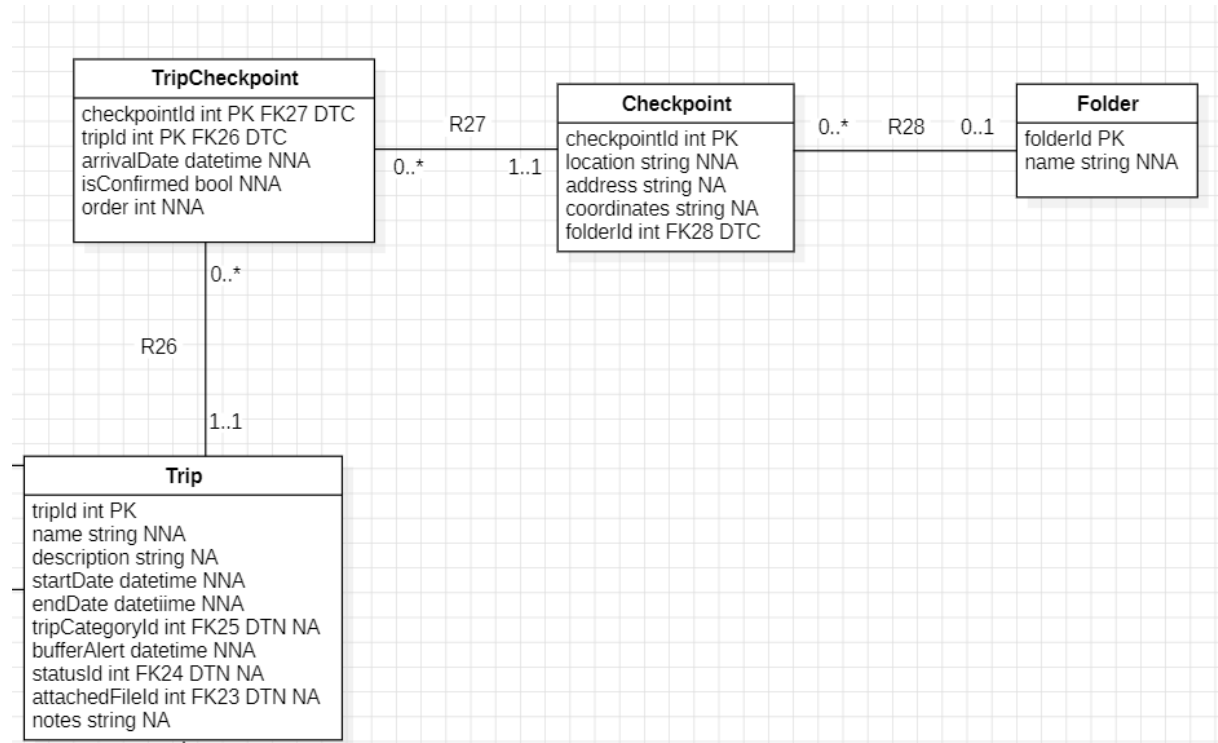 TripCheckpoint
checkpointId int PK FK27 DTC
tripId int PK FK26 DTC
arrivalDate datetime NNA
isConfirmed bool NNA
order int NNA
R27
0..*
1..1
Checkpoint
checkpointId int PK
location string NNA
address string NA
coordinates string NA
folderId int FK28 DTC
0..*
R28
0..1
Folder
folderId PK
name string NNA
0..*
R26
1..1
Trip
tripId int PK
name string NNA
description string NA
startDate datetime NNA
endDate datetiime NNA
tripCategoryId int FK25 DTN NA
bufferAlert datetime NNA
statusId int FK24 DTN NA
attachedFileId int FK23 DTN NA
notes string NA